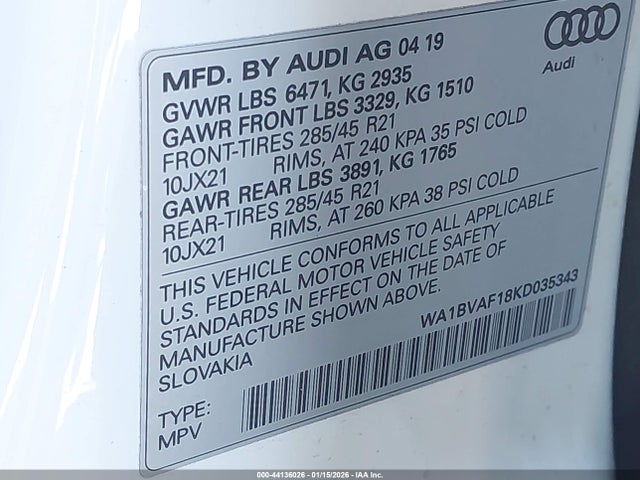 MFD. BY AUDI AG 04 19
Audi
GVWR LBS 6471, KG 2935
GAWR FRONT LBS 3329, KG 1510
FRONT-TIRES 285/45 R21
10JX21 RIMS, AT 240 KPA 35 PSI COLD
GAWR REAR LBS 3891, KG 1765
REAR-TIRES 285/45 R21
10JX21 RIMS, AT 260 KPA 38 PSI COLD
THIS VEHICLE CONFORMS TO ALL APPLICABLE
U.S. FEDERAL MOTOR VEHICLE SAFETY
STANDARDS IN EFFECT ON THE DATE OF
MANUFACTURE SHOWN ABOVE.
SLOVAKIA
WA1BVAF18KD035343
TYPE:
MPV
000-44136026 - 01/15/2026 - IAA Inc.